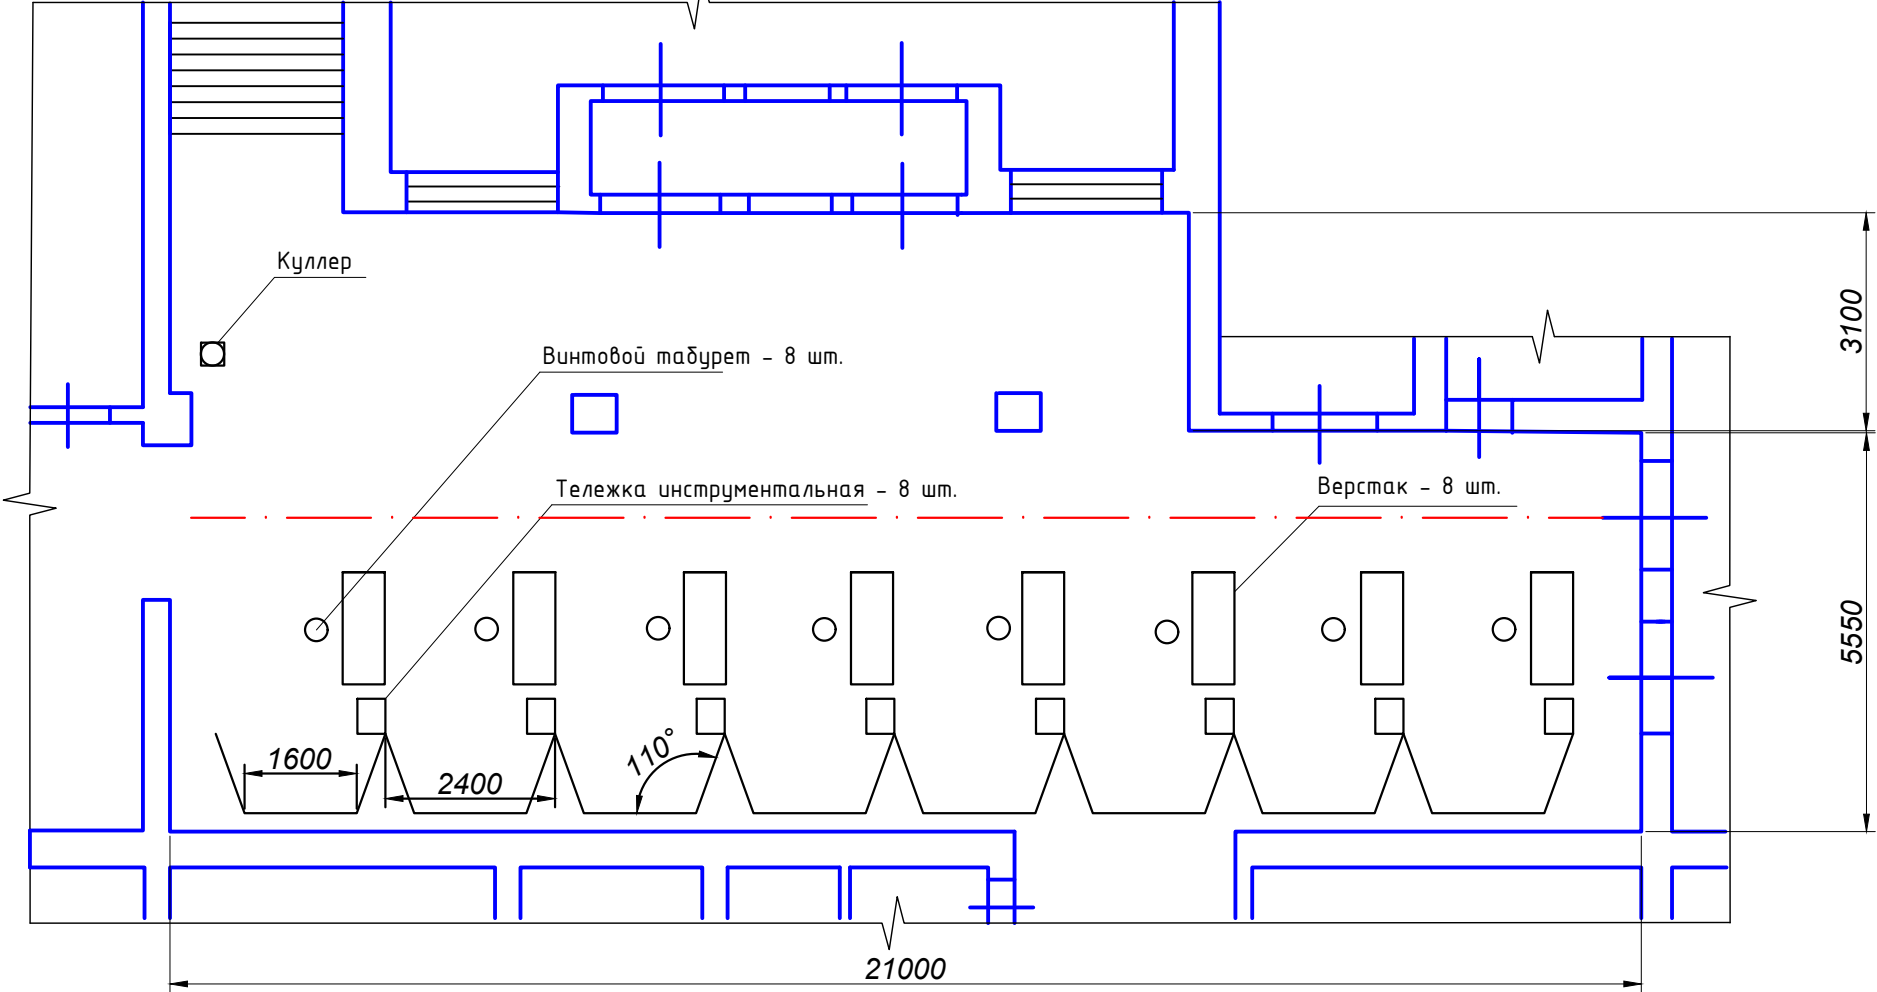 Куллер
3100
Винтовой табурет - 8 шт.
Тележка инструментальная - 8 шт.
Верстак - 8 шт.
5550
1600
2400
110°
21000